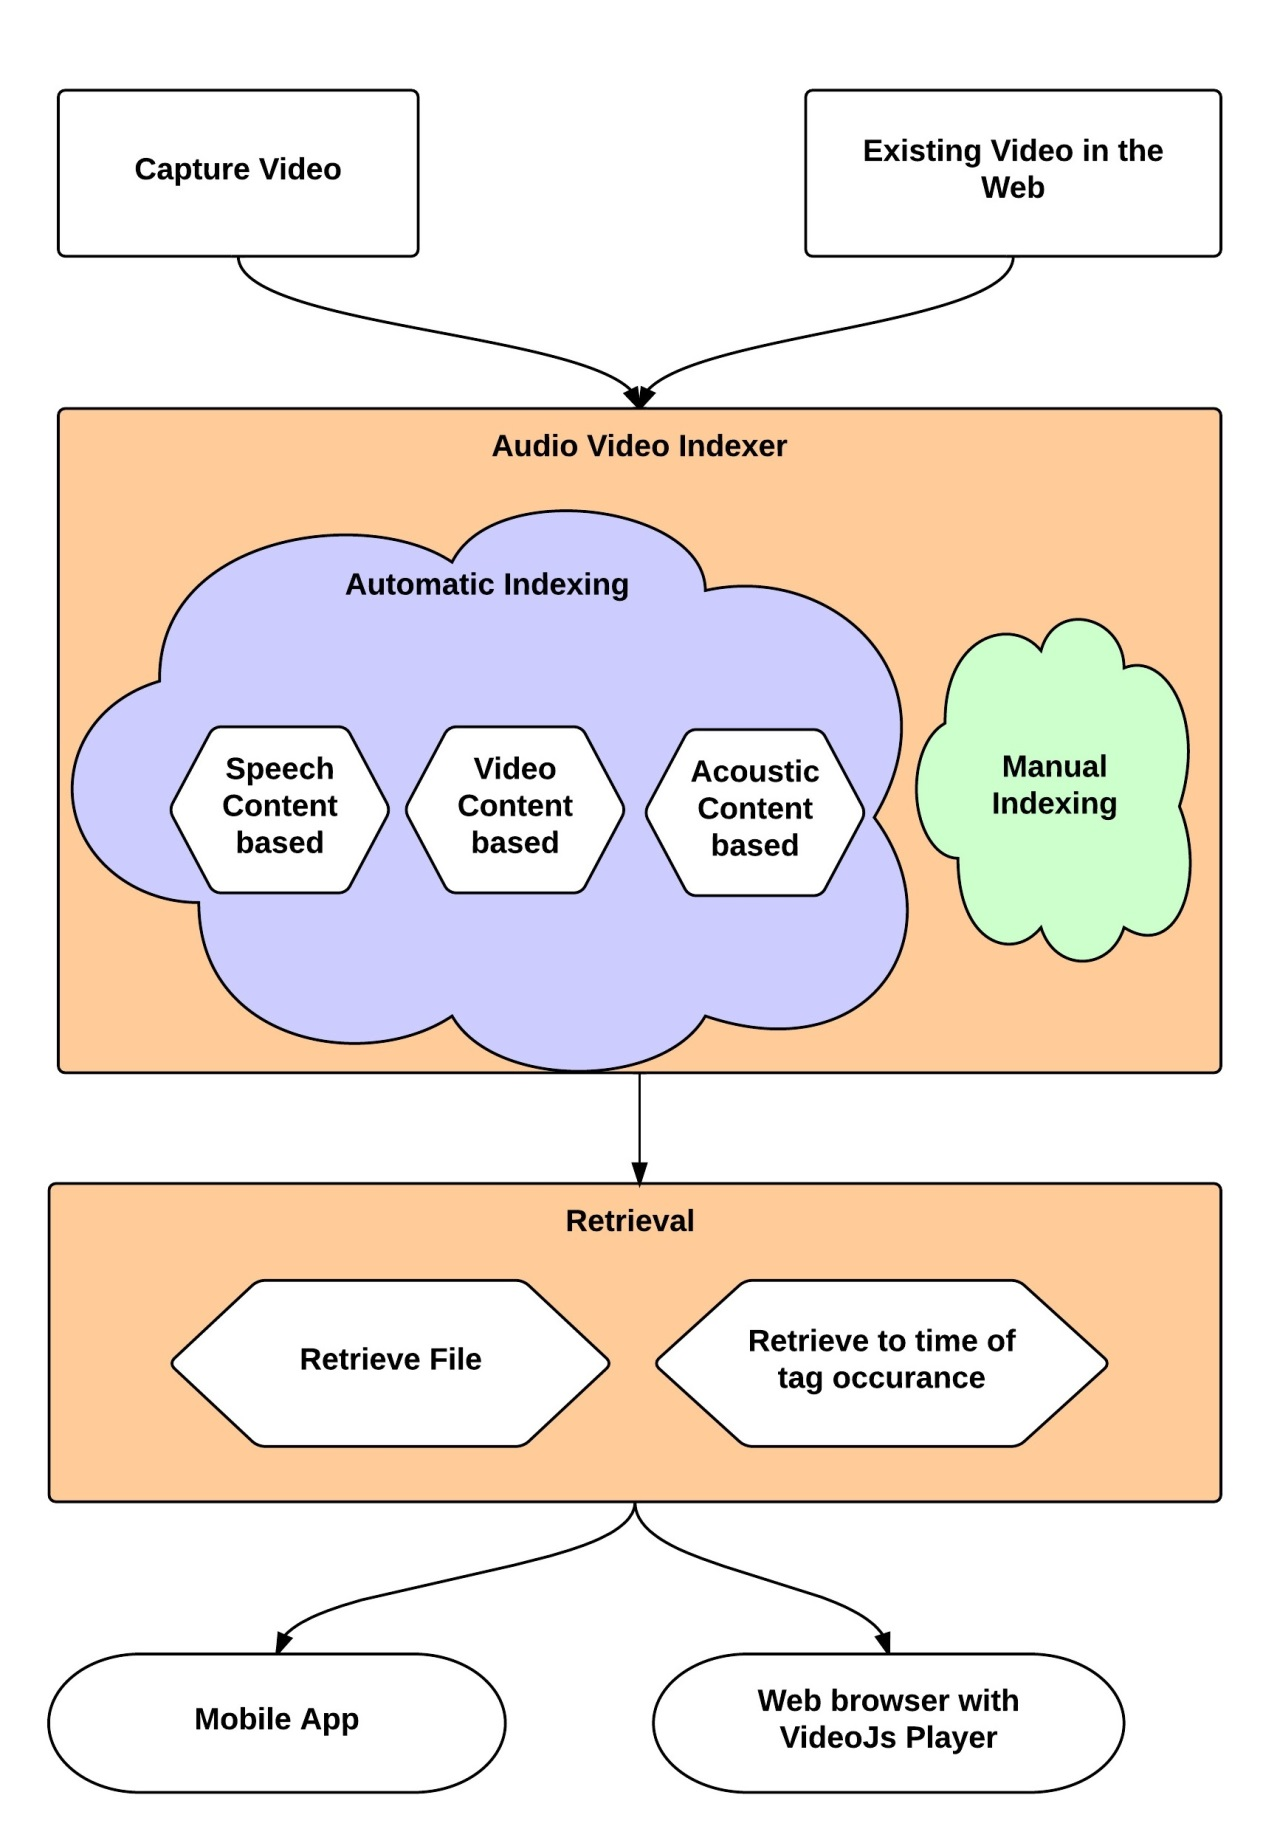 Capture Video
Existing Video in the
Web
Audio Video Indexer
Automatic Indexing
Speech
Content
based
Video
Content
based
Acoustic
Content
based
Manual
Indexing
Retrieval
Retrieve File
Retrieve to time of
tag occurance
Mobile App
Web browser with
VideoJs Player